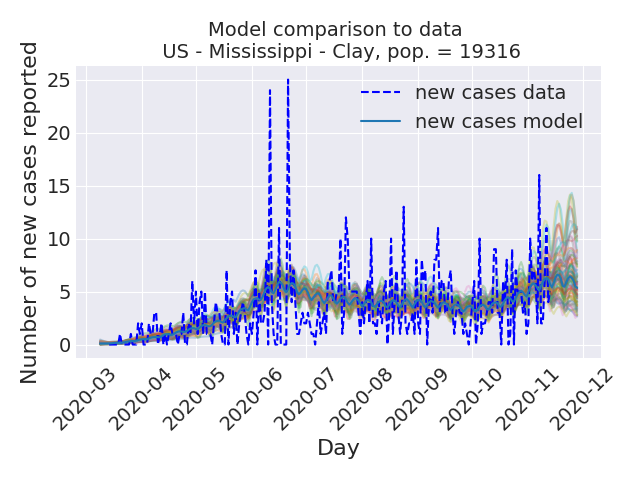 Model comparison to data
US - Mississippi - Clay, pop. = 19316
Number of new cases reported
25
20
15
10
5
0
new cases data
new cases model
2020-03
2020-04
2020-05
2020-06
2020-07
2020-08
2020-09
2020-10
2020-11
2020-12
Day